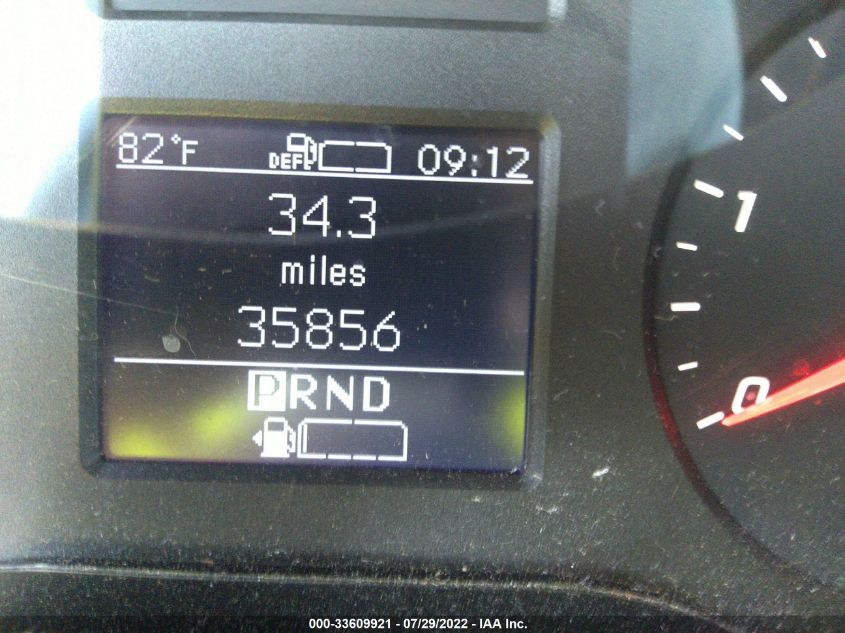 82°F DEF 09:12
34.3
miles
35856
PRND
1
0
000-33609921 - 07/29/2022 - IAA Inc.